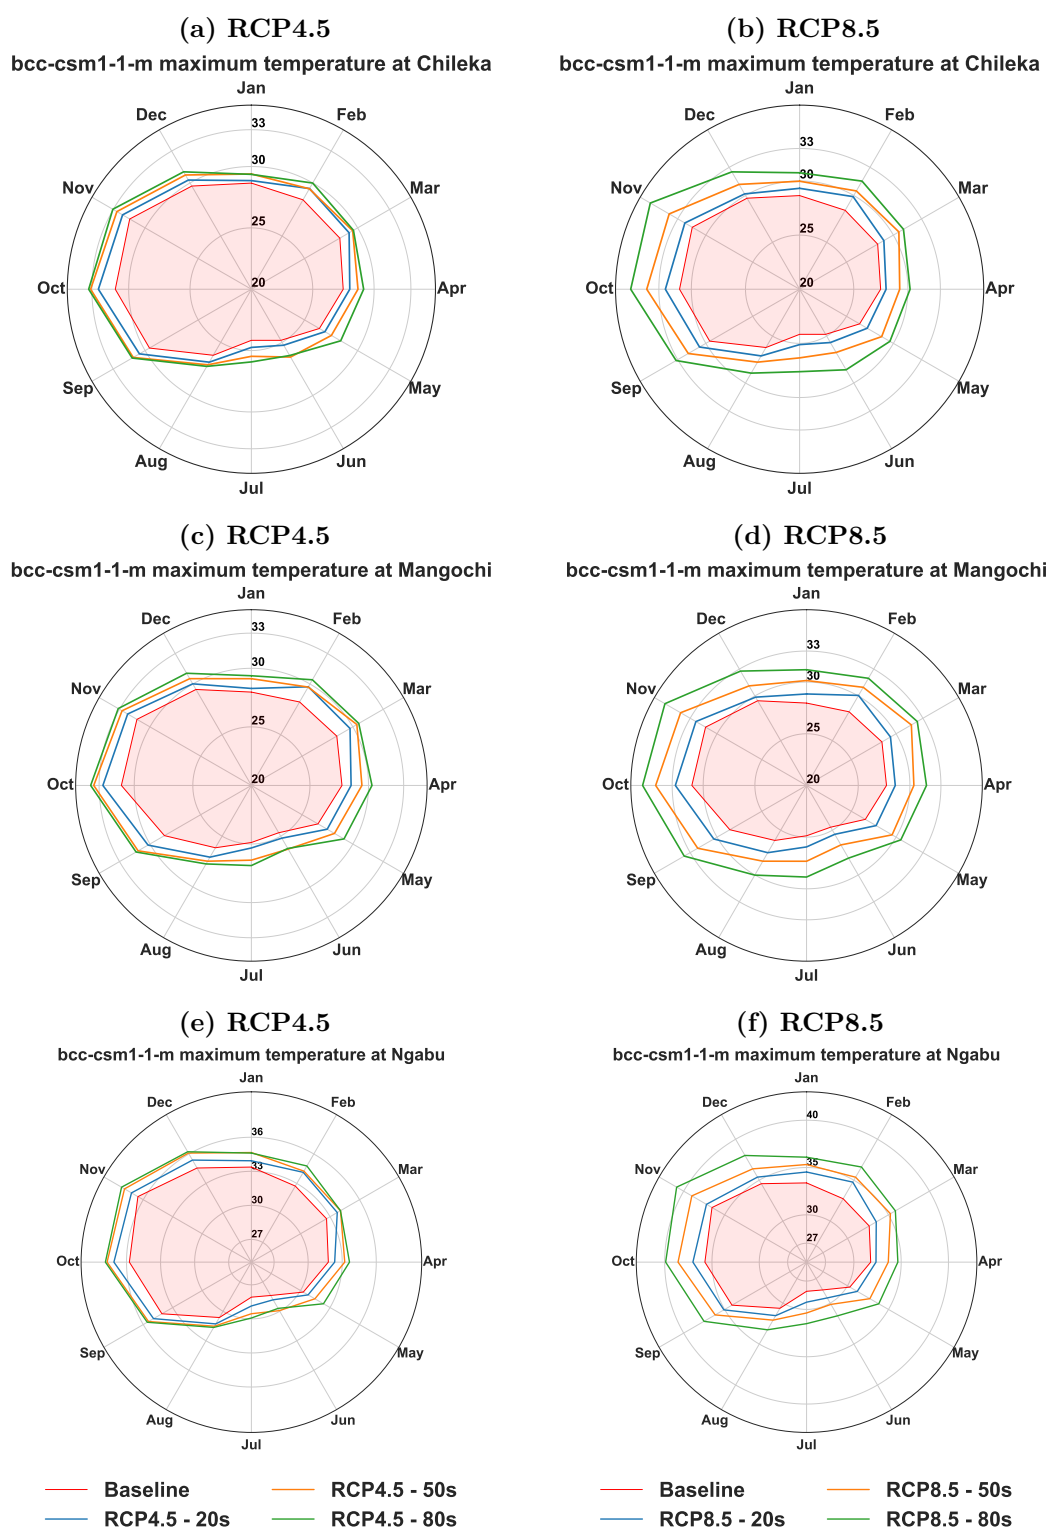 (a) RCP4.5
bcc-csm1-1-m maximum temperature at Chileka
Jan
Feb
Mar
Apr
May
Jun
Jul
Aug
Sep
Oct
Nov
Dec
33
30
25
20
(b) RCP8.5
bcc-csm1-1-m maximum temperature at Chileka
Jan
Feb
Mar
Apr
May
Jun
Jul
Aug
Sep
Oct
Nov
Dec
33
30
25
20
(c) RCP4.5
bcc-csm1-1-m maximum temperature at Mangochi
Jan
Feb
Mar
Apr
May
Jun
Jul
Aug
Sep
Oct
Nov
Dec
33
30
25
20
(d) RCP8.5
bcc-csm1-1-m maximum temperature at Mangochi
Jan
Feb
Mar
Apr
May
Jun
Jul
Aug
Sep
Oct
Nov
Dec
33
30
25
20
(e) RCP4.5
bcc-csm1-1-m maximum temperature at Ngabu
Jan
Feb
Mar
Apr
May
Jun
Jul
Aug
Sep
Oct
Nov
Dec
36
33
30
27
(f) RCP8.5
bcc-csm1-1-m maximum temperature at Ngabu
Jan
Feb
Mar
Apr
May
Jun
Jul
Aug
Sep
Oct
Nov
Dec
40
35
30
27
Baseline
RCP4.5 - 20s
RCP4.5 - 50s
RCP4.5 - 80s
Baseline
RCP8.5 - 20s
RCP8.5 - 50s
RCP8.5 - 80s